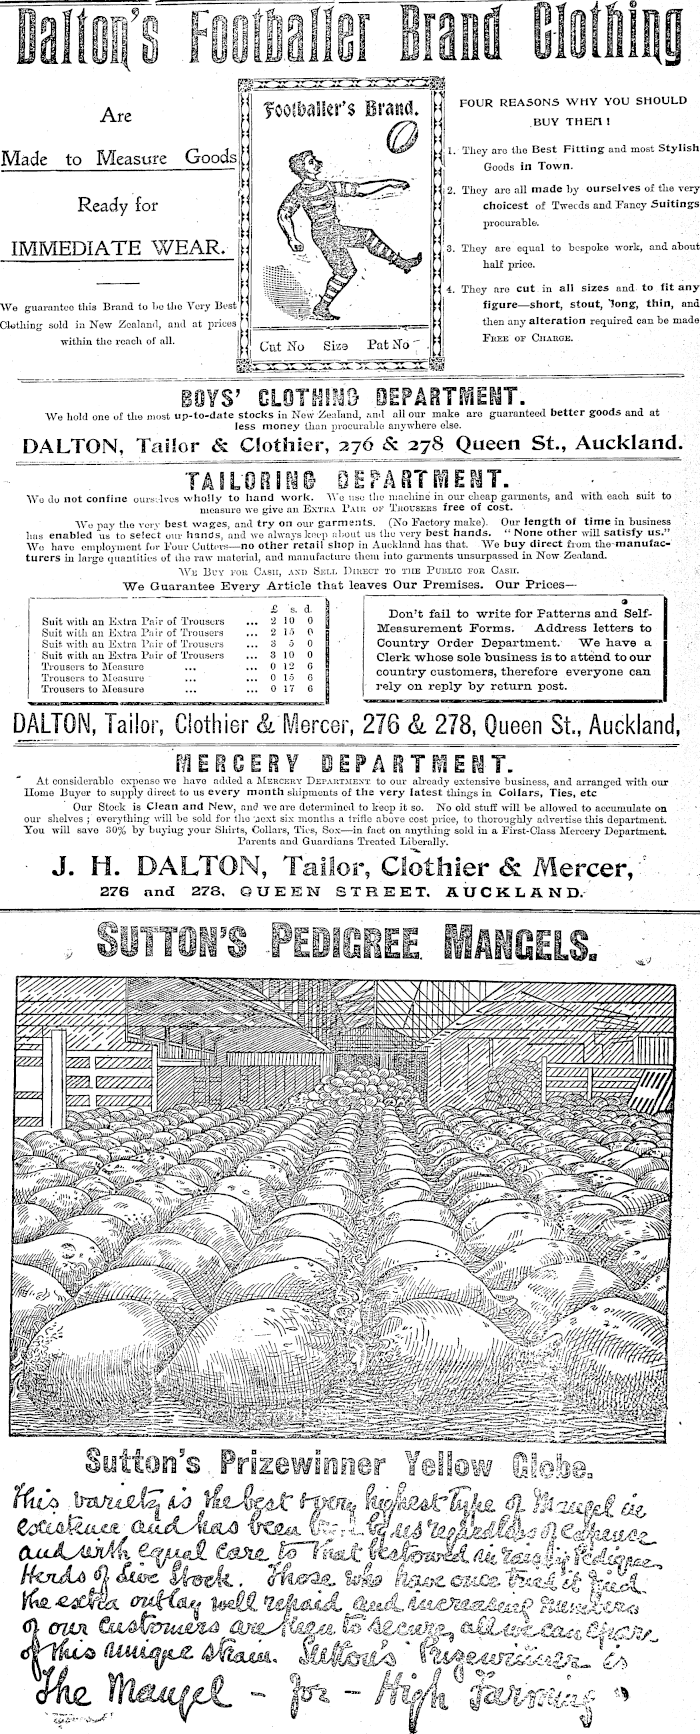 Dalton's Footballer Brand Clothing
Are
Made to Measure Goods
Ready for
IMMEDIATE WEAR.
We guarantee this Brand to be the Very Best
Clothing sold in New Zealand, and at prices
within the reach of all.
Footballer's Brand.
Cut No Size Pat No
FOUR REASONS WHY YOU SHOULD
BUY THEM!
1. They are the Best Fitting and most Stylish
Goods in Town.
2. They are all made by ourselves of the very
choicest of Tweeds and Fancy Suitings
procurable.
3. They are equal to bespoke work, and about
half price.
4. They are cut in all sizes and to fit any
figure—short, stout, long, thin, and
then any alteration required can be made
FREE OF CHARGE.
BOYS' CLOTHING DEPARTMENT.
We hold one of the most up-to-date stocks in New Zealand, and all our make are guaranteed better goods and at
less money than procurable anywhere else.
DALTON, Tailor & Clothier, 276 & 278 Queen St., Auckland.
TAILORING DEPARTMENT.
We do not confine ourselves wholly to hand work. We use the machine in our cheap garments, and with each suit to
measure we give an EXTRA PAIR OF TROUSERS free of cost.
We pay the very best wages, and try on our garments. (No Factory make). Our length of time in business
has enabled us to select our hands, and we always keep about us the very best hands. "None other will satisfy us."
We have employment for Four Cutters—no other retail shop in Auckland has that. We buy direct from the manufac-
turers in large quantities of the raw material, and manufacture them into garments unsurpassed in New Zealand.
WE BUY FOR CASH, AND SELL DIRECT TO THE PUBLIC FOR CASH.
We Guarantee Every Article that leaves Our Premises. Our Prices—
£ s. d.
Suit with an Extra Pair of Trousers ... 2 10 0
Suit with an Extra Pair of Trousers ... 2 15 0
Suit with an Extra Pair of Trousers ... 3 5 0
Suit with an Extra Pair of Trousers ... 3 10 0
Trousers to Measure ... ... 0 12 6
Trousers to Measure ... ... 0 15 6
Trousers to Measure ... ... 0 17 6
Don't fail to write for Patterns and Self-
Measurement Forms. Address letters to
Country Order Department. We have a
Clerk whose sole business is to attend to our
country customers, therefore everyone can
rely on reply by return post.
DALTON, Tailor, Clothier & Mercer, 276 & 278, Queen St., Auckland,
MERCERY DEPARTMENT.
At considerable expense we have added a MERCERY DEPARTMENT to our already extensive business, and arranged with our
Home Buyer to supply direct to us every month shipments of the very latest things in Collars, Ties, etc
Our Stock is Clean and New, and we are determined to keep it so. No old stuff will be allowed to accumulate on
our shelves; everything will be sold for the next six months a trifle above cost price, to thoroughly advertise this department.
You will save 30% by buying your Shirts, Collars, Ties, Sox—in fact on anything sold in a First-Class Mercery Department.
Parents and Guardians Treated Liberally.
J. H. DALTON, Tailor, Clothier & Mercer,
276 and 278, QUEEN STREET, AUCKLAND.
SUTTON'S PEDIGREE MANGELS.
Sutton's Prizewinner Yellow Globe.
This variety is the best & very highest Type of Mangel in
existence and has been by us regardless of expence
and with equal care to that bestowed in raising Pedigree
Herds of Live Stock. Those who have once tried it find
the extra outlay well repaid and increasing numbers
of our customers are keen to secure, all we can spare
of this unique strain. Sutton's Prizewinner is
The Mangel - for - High Farming